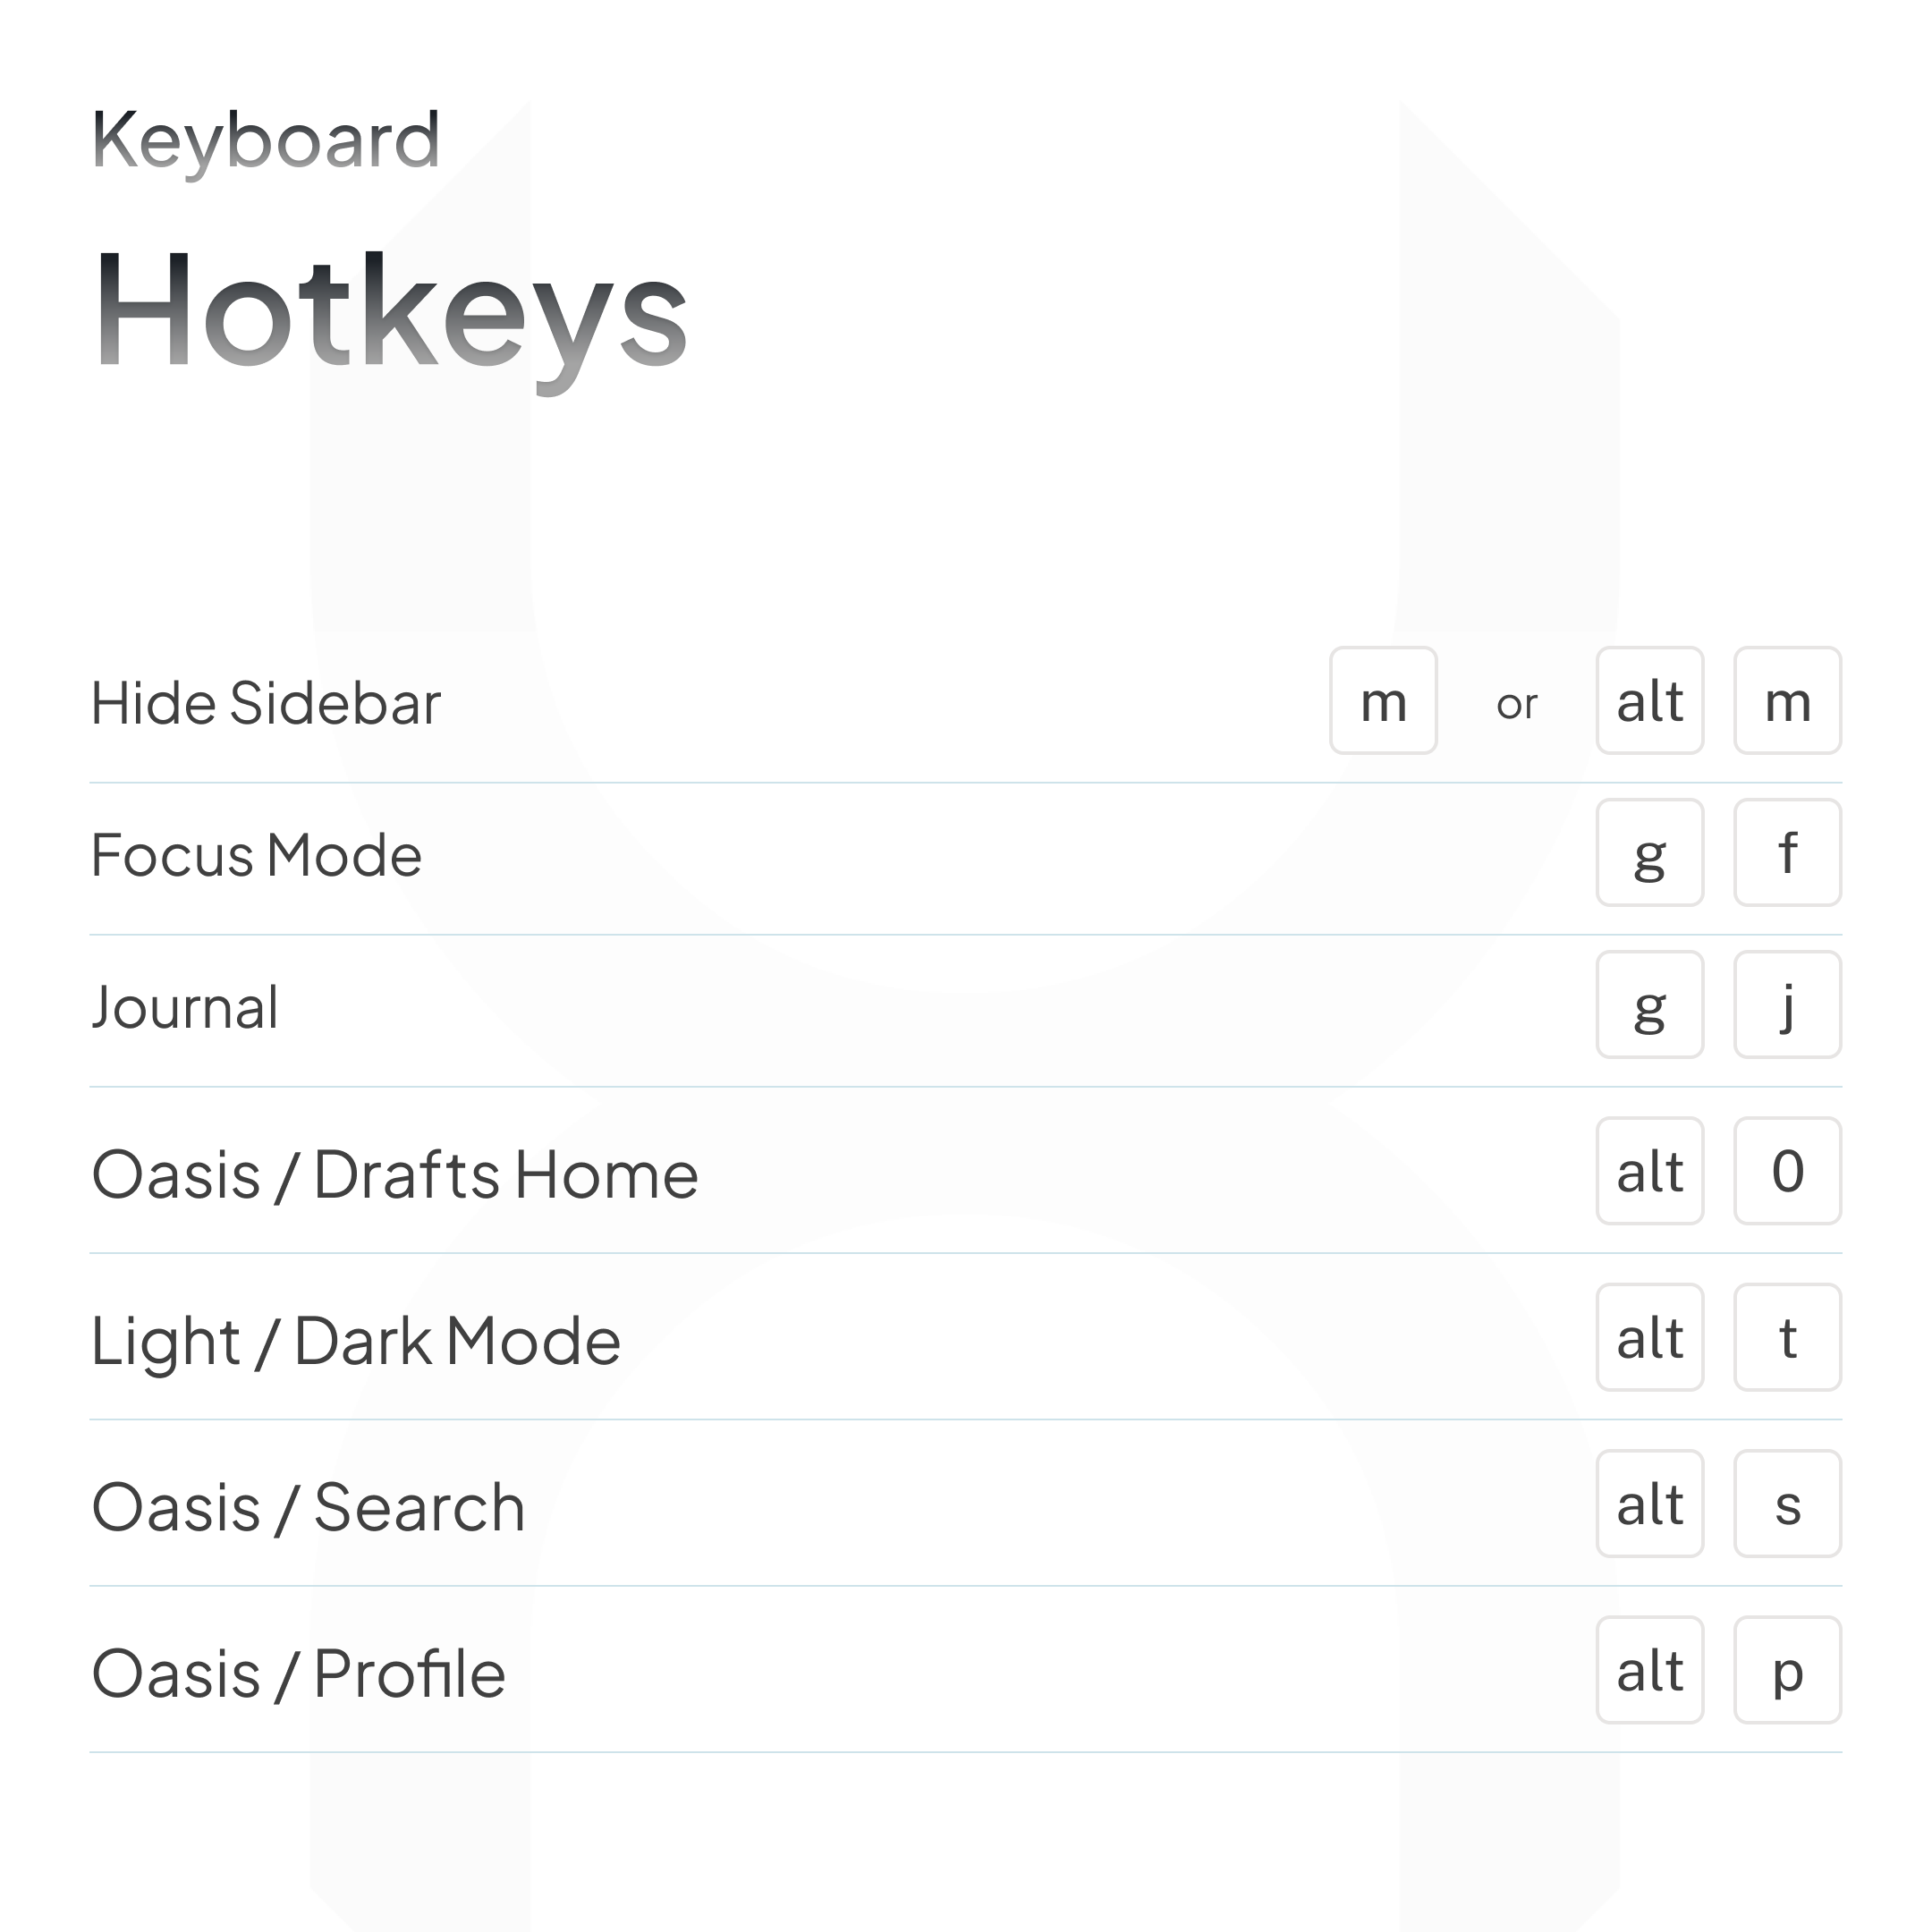 Keyboard
Hotkeys
Hide Sidebar m or alt m
Focus Mode g f
Journal g j
Oasis / Drafts Home alt 0
Light / Dark Mode alt t
Oasis / Search alt s
Oasis / Profile alt p